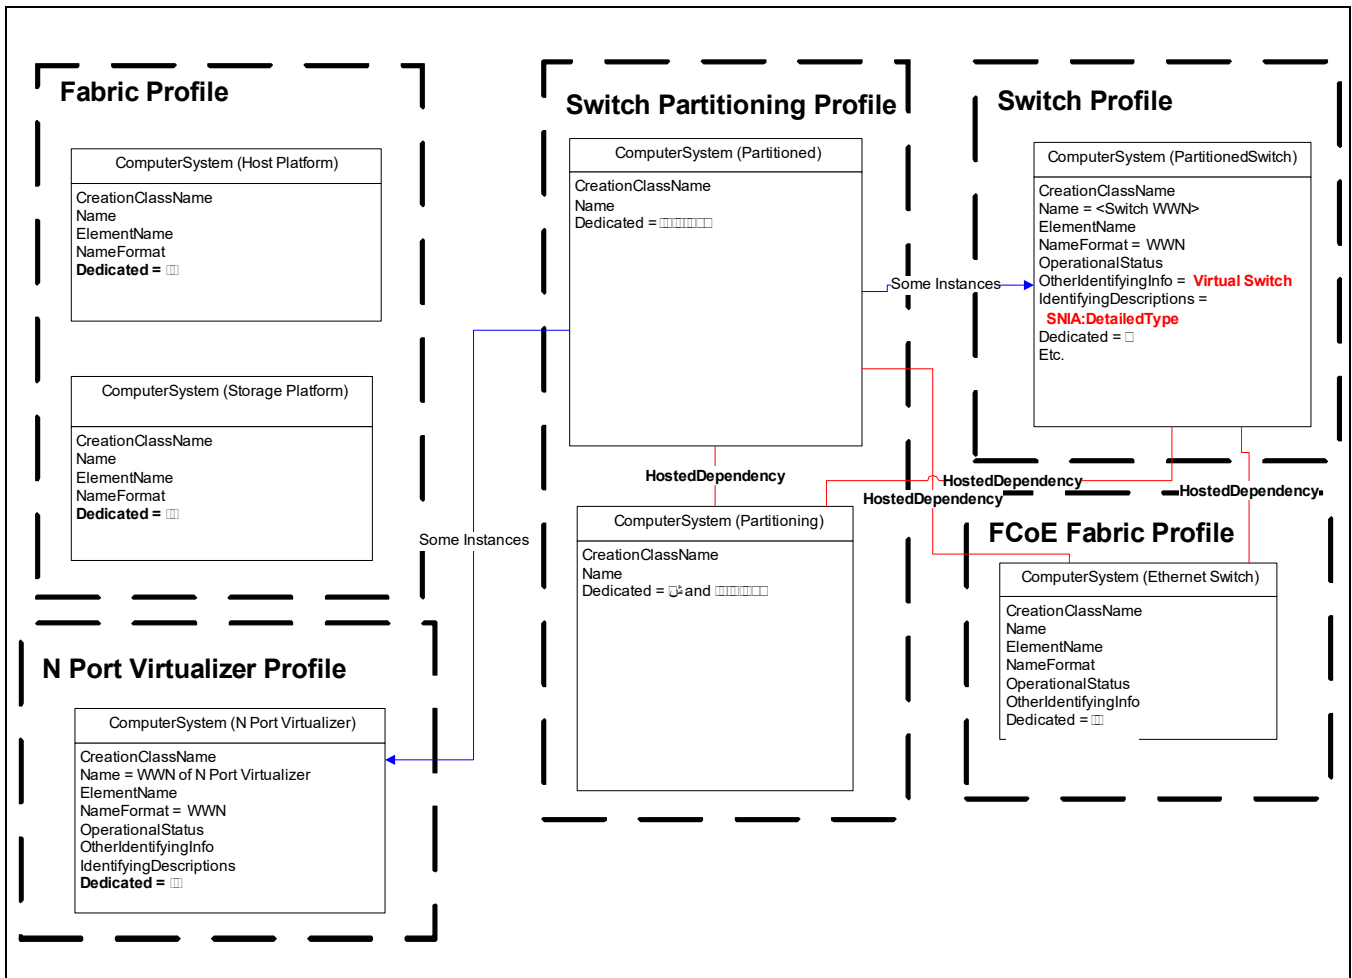 Fabric Profile
ComputerSystem (Host Platform)
CreationClassName
Name
ElementName
NameFormat
Dedicated =
ComputerSystem (Storage Platform)
CreationClassName
Name
ElementName
NameFormat
Dedicated =
N Port Virtualizer Profile
ComputerSystem (N Port Virtualizer)
CreationClassName
Name = WWN of N Port Virtualizer
ElementName
NameFormat = WWN
OperationalStatus
OtherIdentifyingInfo
IdentifyingDescriptions
Dedicated =
Some Instances
Switch Partitioning Profile
ComputerSystem (Partitioned)
CreationClassName
Name
Dedicated =
HostedDependency
ComputerSystem (Partitioning)
CreationClassName
Name
Dedicated = and
Some Instances
HostedDependency
HostedDependency
HostedDependency
Switch Profile
ComputerSystem (PartitionedSwitch)
CreationClassName
Name = <Switch WWN>
ElementName
NameFormat = WWN
OperationalStatus
OtherIdentifyingInfo = Virtual Switch
IdentifyingDescriptions =
SNIA:DetailedType
Dedicated =
Etc.
FCoE Fabric Profile
ComputerSystem (Ethernet Switch)
CreationClassName
Name
ElementName
NameFormat
OperationalStatus
OtherIdentifyingInfo
Dedicated =